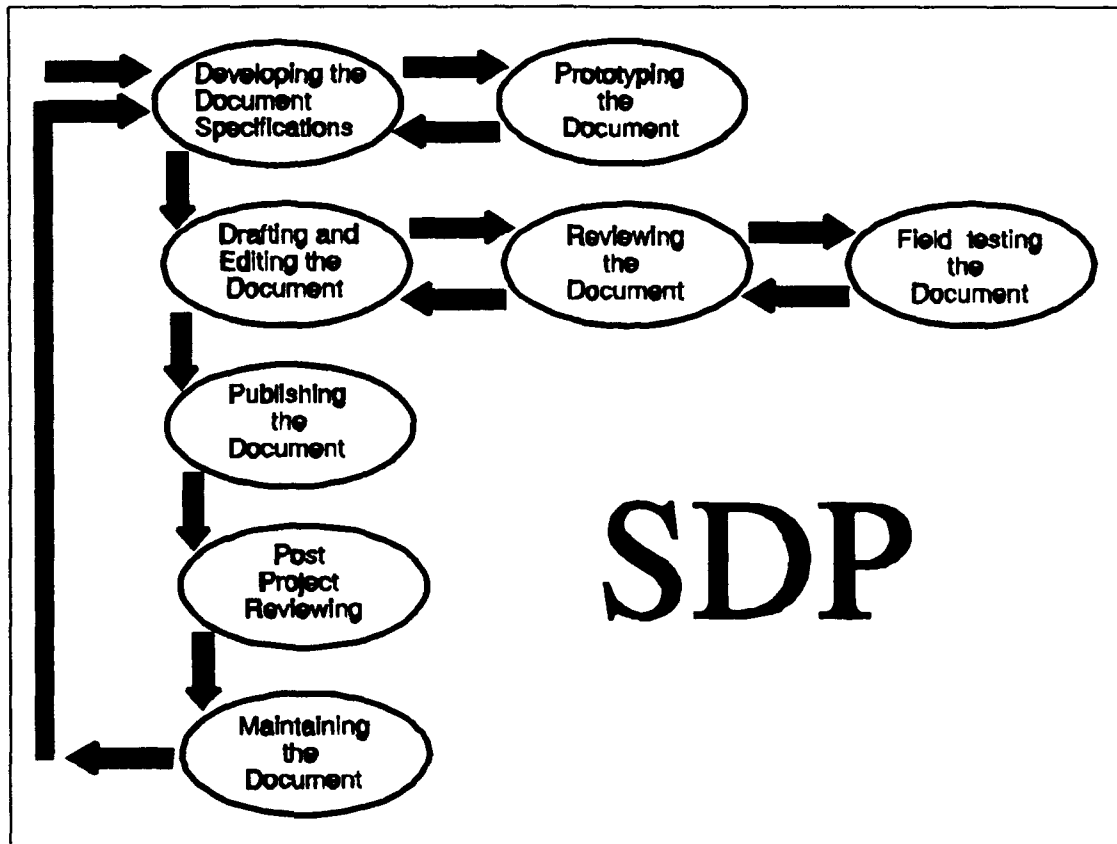 Developing the
Document
Specifications
Prototyping
the
Document
Drafting and
Editing the
Document
Reviewing
the
Document
Field testing
the
Document
Publishing
the
Document
Post
Project
Reviewing
Maintaining
the
Document
SDP